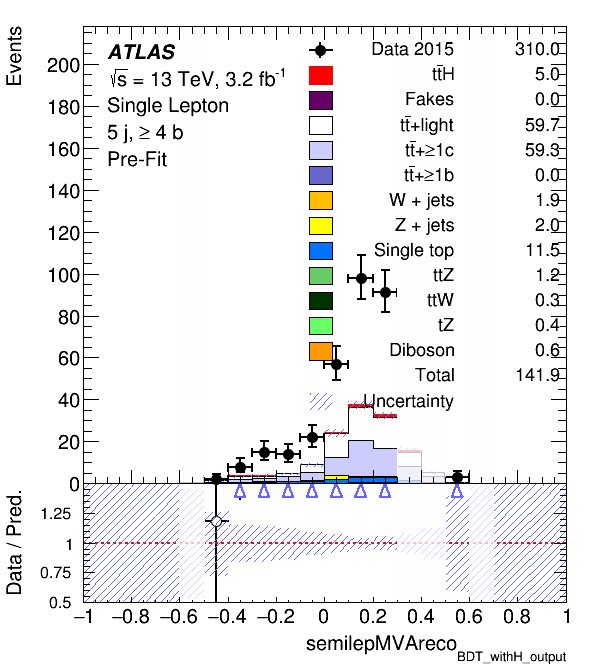 Events
ATLAS
√s = 13 TeV, 3.2 fb⁻¹
Single Lepton
5 j, ≥ 4 b
Pre-Fit
Data 2015 310.0
tt̄H 5.0
Fakes 0.0
tt̄+light 59.7
tt̄+≥1c 59.3
tt̄+≥1b 0.0
W + jets 1.9
Z + jets 2.0
Single top 11.5
ttZ 1.2
ttW 0.3
tZ 0.4
Diboson 0.6
Total 141.9
Uncertainty
200
180
160
140
120
100
80
60
40
20
0
Data / Pred.
1.25
1
0.75
0.5
−1 −0.8 −0.6 −0.4 −0.2 0 0.2 0.4 0.6 0.8 1
semilepMVAreco
BDT_withH_output